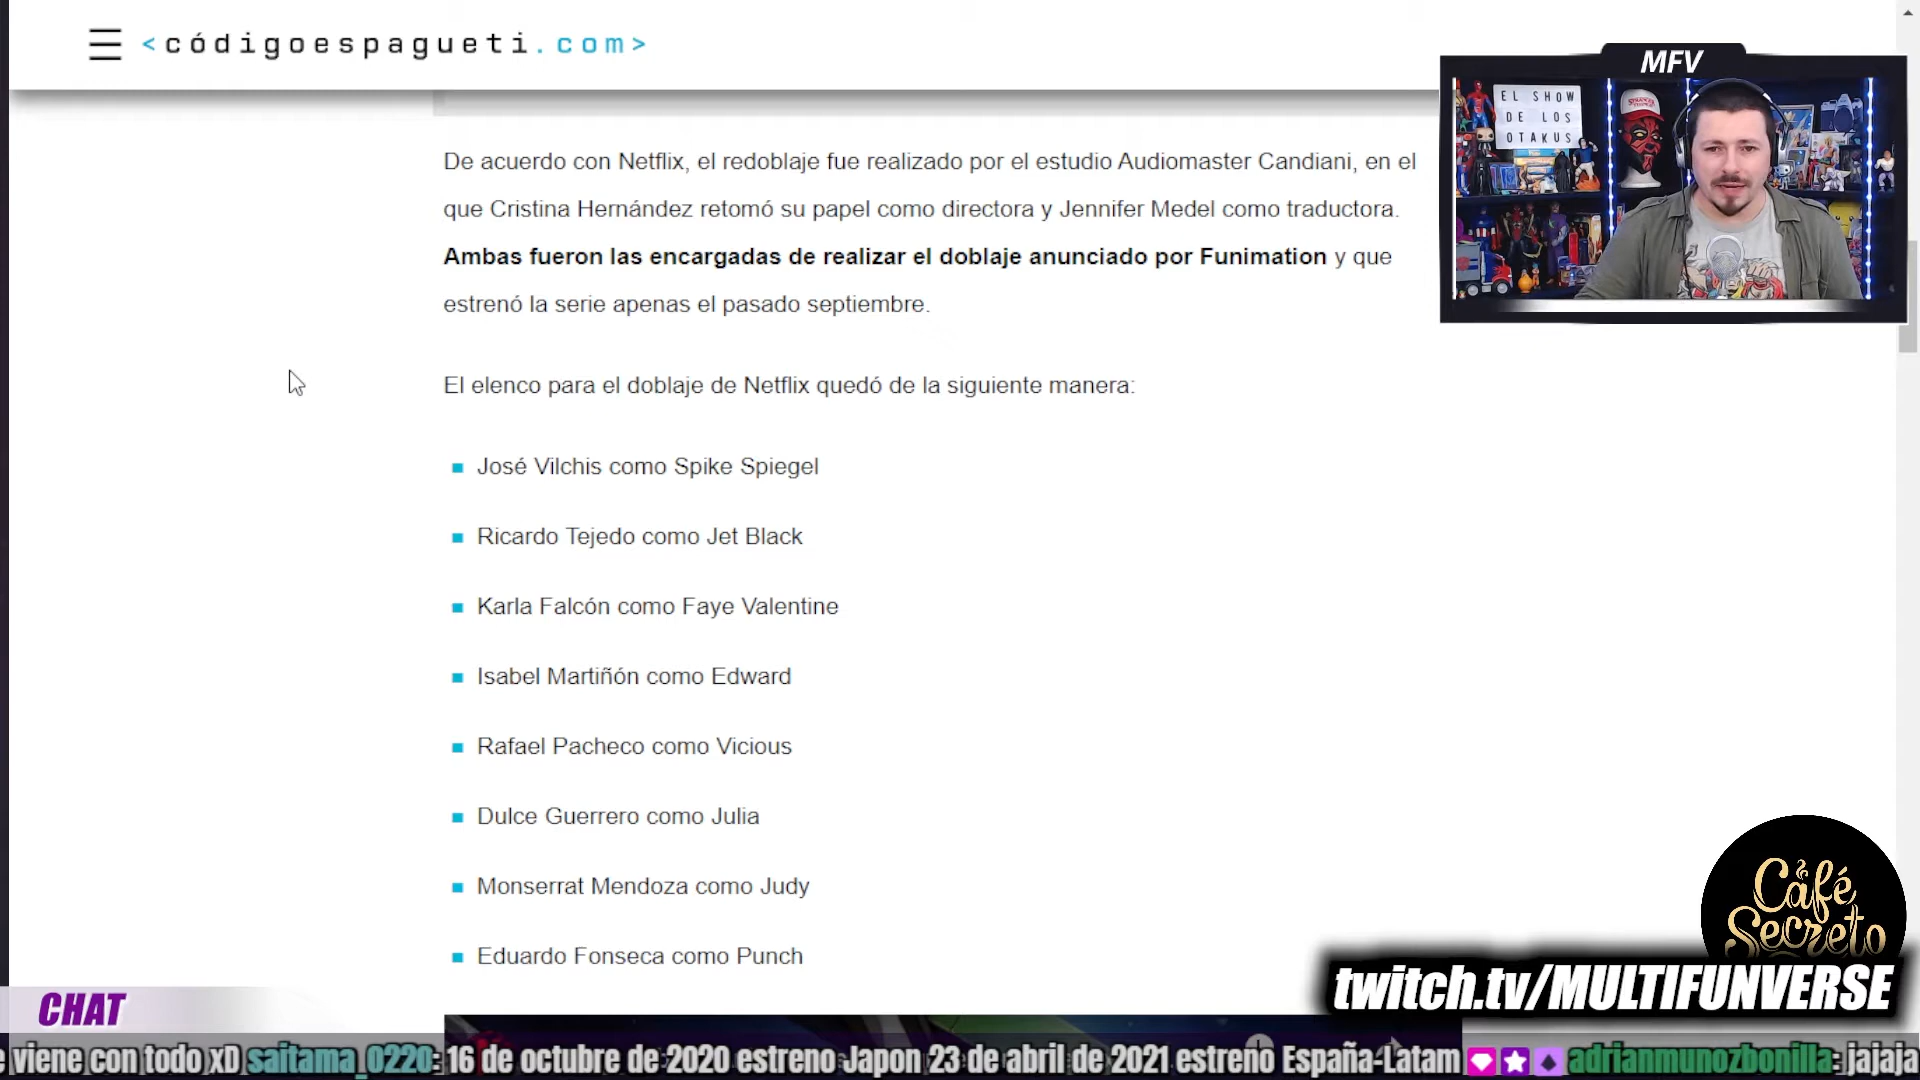 <códigoespagueti.com>
MFV
EL SHOW
DE LOS
OTAKUS
De acuerdo con Netflix, el redoblaje fue realizado por el estudio Audiomaster Candiani, en el
que Cristina Hernández retomó su papel como directora y Jennifer Medel como traductora.
Ambas fueron las encargadas de realizar el doblaje anunciado por Funimation y que
estrenó la serie apenas el pasado septiembre.
El elenco para el doblaje de Netflix quedó de la siguiente manera:
José Vilchis como Spike Spiegel
Ricardo Tejedo como Jet Black
Karla Falcón como Faye Valentine
Isabel Martiñón como Edward
Rafael Pacheco como Vicious
Dulce Guerrero como Julia
Monserrat Mendoza como Judy
Eduardo Fonseca como Punch
Café
Secreto
twitch.tv/MULTIFUNVERSE
CHAT
e viene con todo xD saitama_0220: 16 de octubre de 2020 estreno Japon 23 de abril de 2021 estreno España-Latam adrianmunozbonilla: jajaja